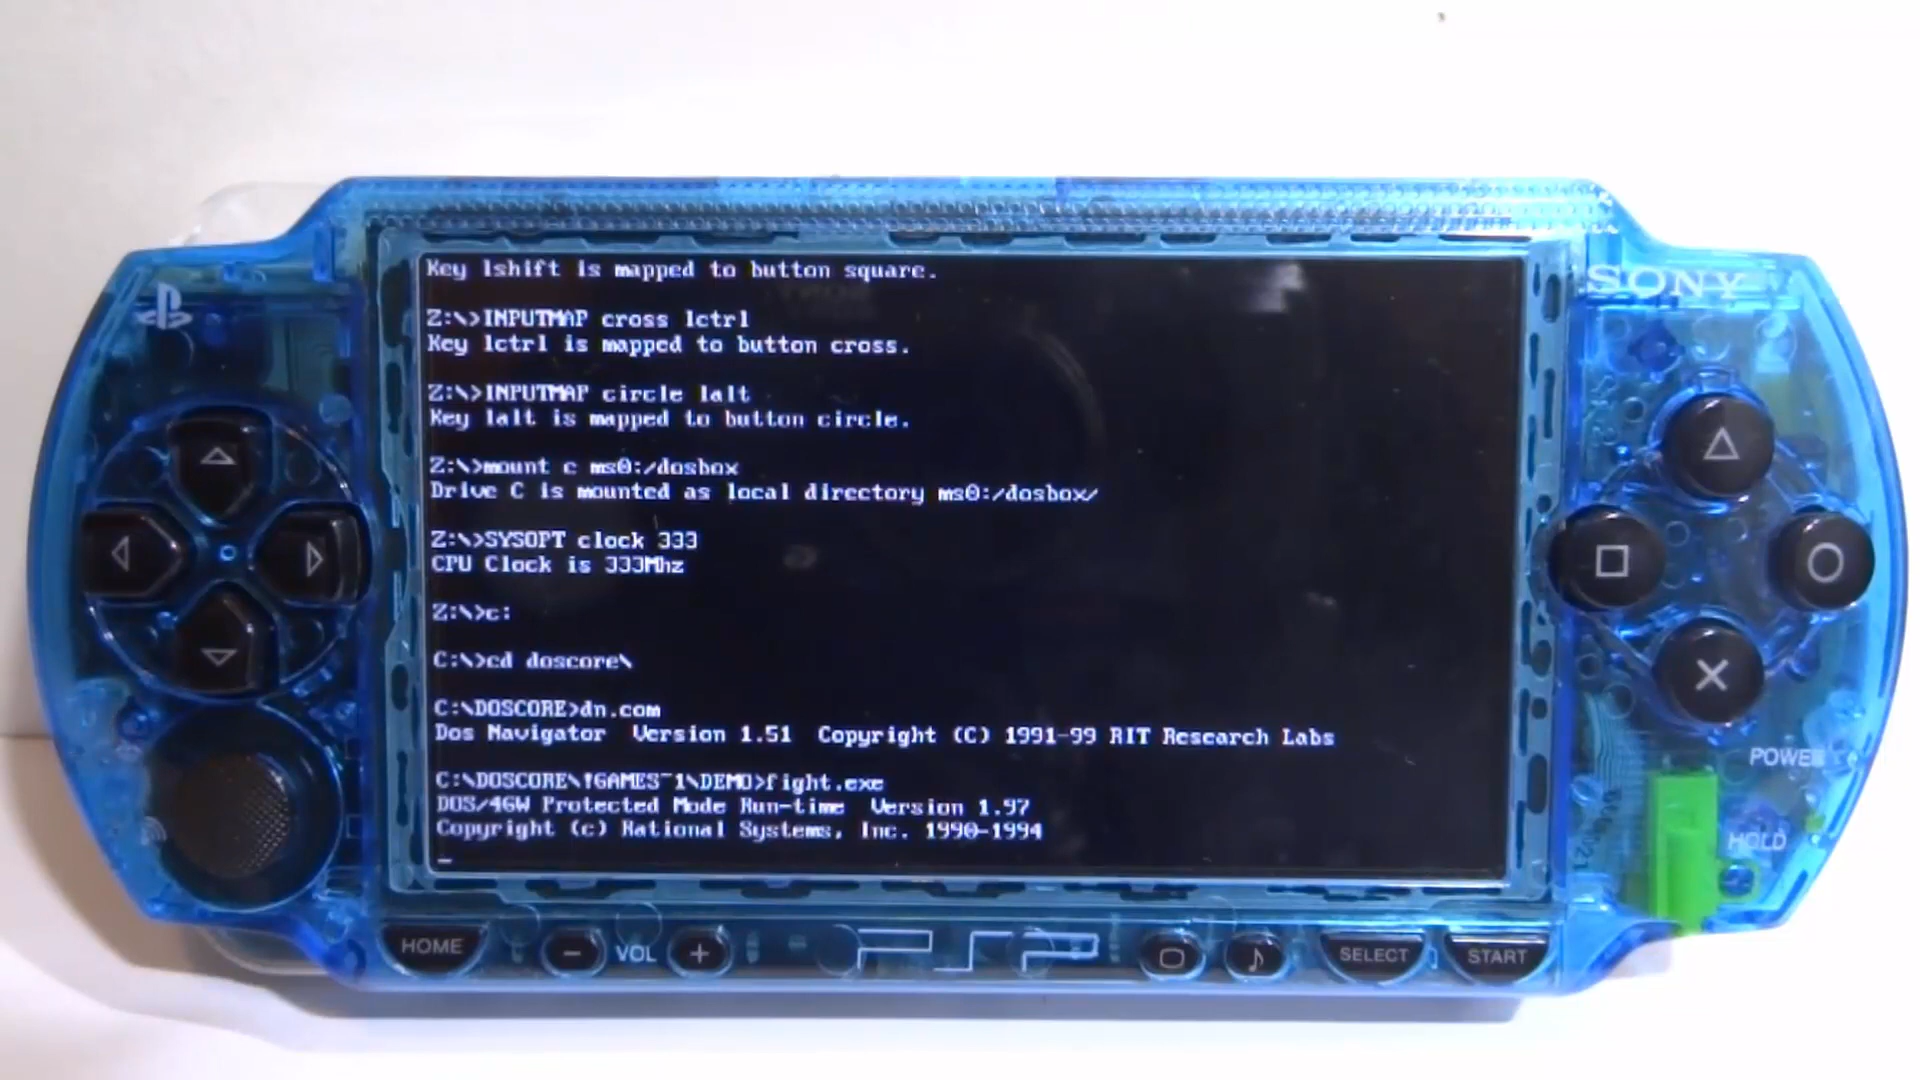 Key lshift is mapped to button square.
Z:\>INPUTMAP cross lctrl
Key lctrl is mapped to button cross.
Z:\>INPUTMAP circle lalt
Key lalt is mapped to button circle.
Z:\>mount c ms0:/dosbox
Drive C is mounted as local directory ms0:/dosbox/
Z:\>SYSOPT clock 333
CPU Clock is 333Mhz
Z:\>c:
C:\>cd doscore\
C:\DOSCORE>dn.com
Dos Navigator Version 1.51 Copyright (C) 1991-99 RIT Research Labs
C:\DOSCORE\!GAMES~1\DEMO>fight.exe
DOS/4GW Protected Mode Run-time Version 1.97
Copyright (c) Rational Systems, Inc. 1990-1994
SONY
POWER
HOLD
HOME
- VOL +
PSP
SELECT
START